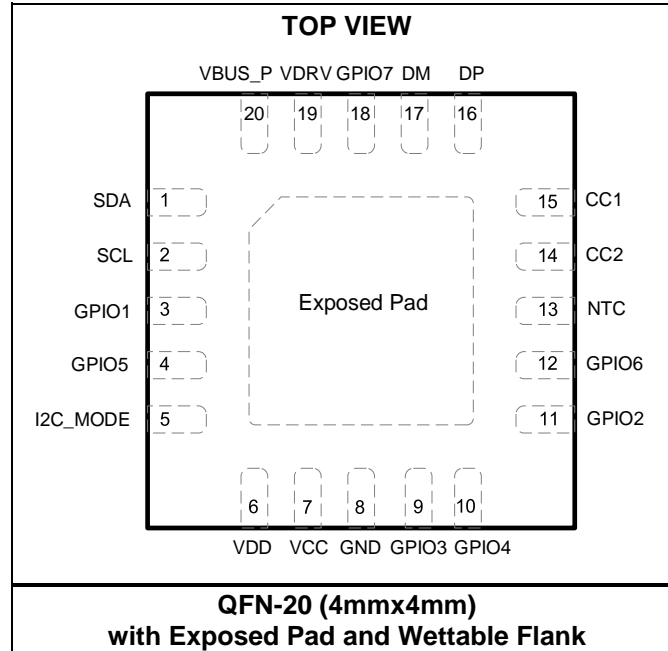 TOP VIEW
VBUS_P VDRV GPIO7 DM DP
20 19 18 17 16
SDA 1 15 CC1
SCL 2 14 CC2
GPIO1 3 Exposed Pad 13 NTC
GPIO5 4 12 GPIO6
I2C_MODE 5 11 GPIO2
6 7 8 9 10
VDD VCC GND GPIO3 GPIO4
QFN-20 (4mmx4mm)
with Exposed Pad and Wettable Flank